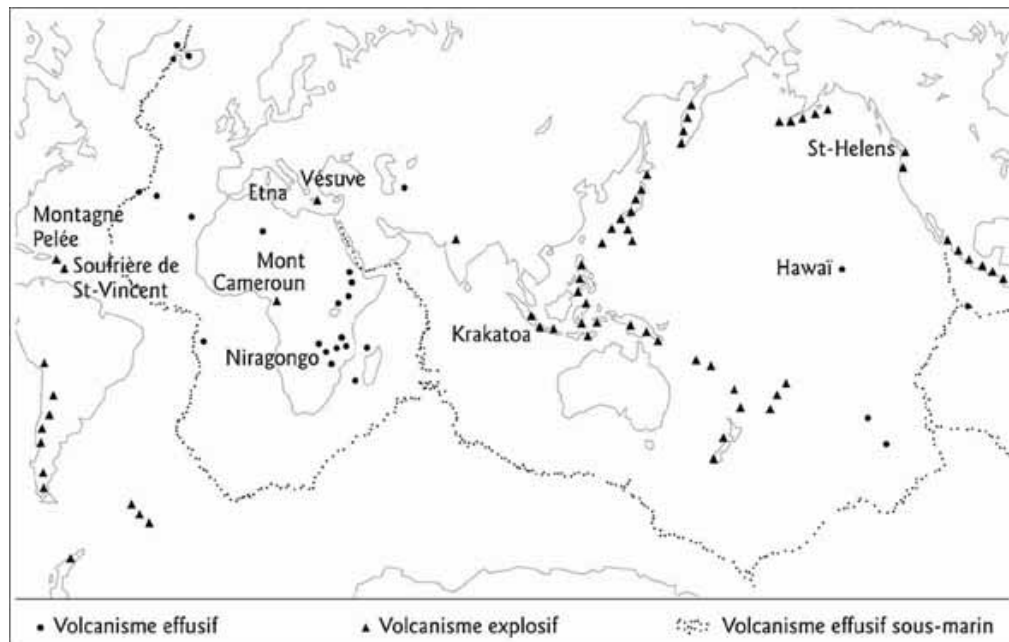 St-Helens
Vésuve
Etna
Montagne
Pelée
Soufrière de
St-Vincent
Mont
Cameroun
Hawaï
Krakatoa
Niragongo
• Volcanisme effusif
▲ Volcanisme explosif
Volcanisme effusif sous-marin